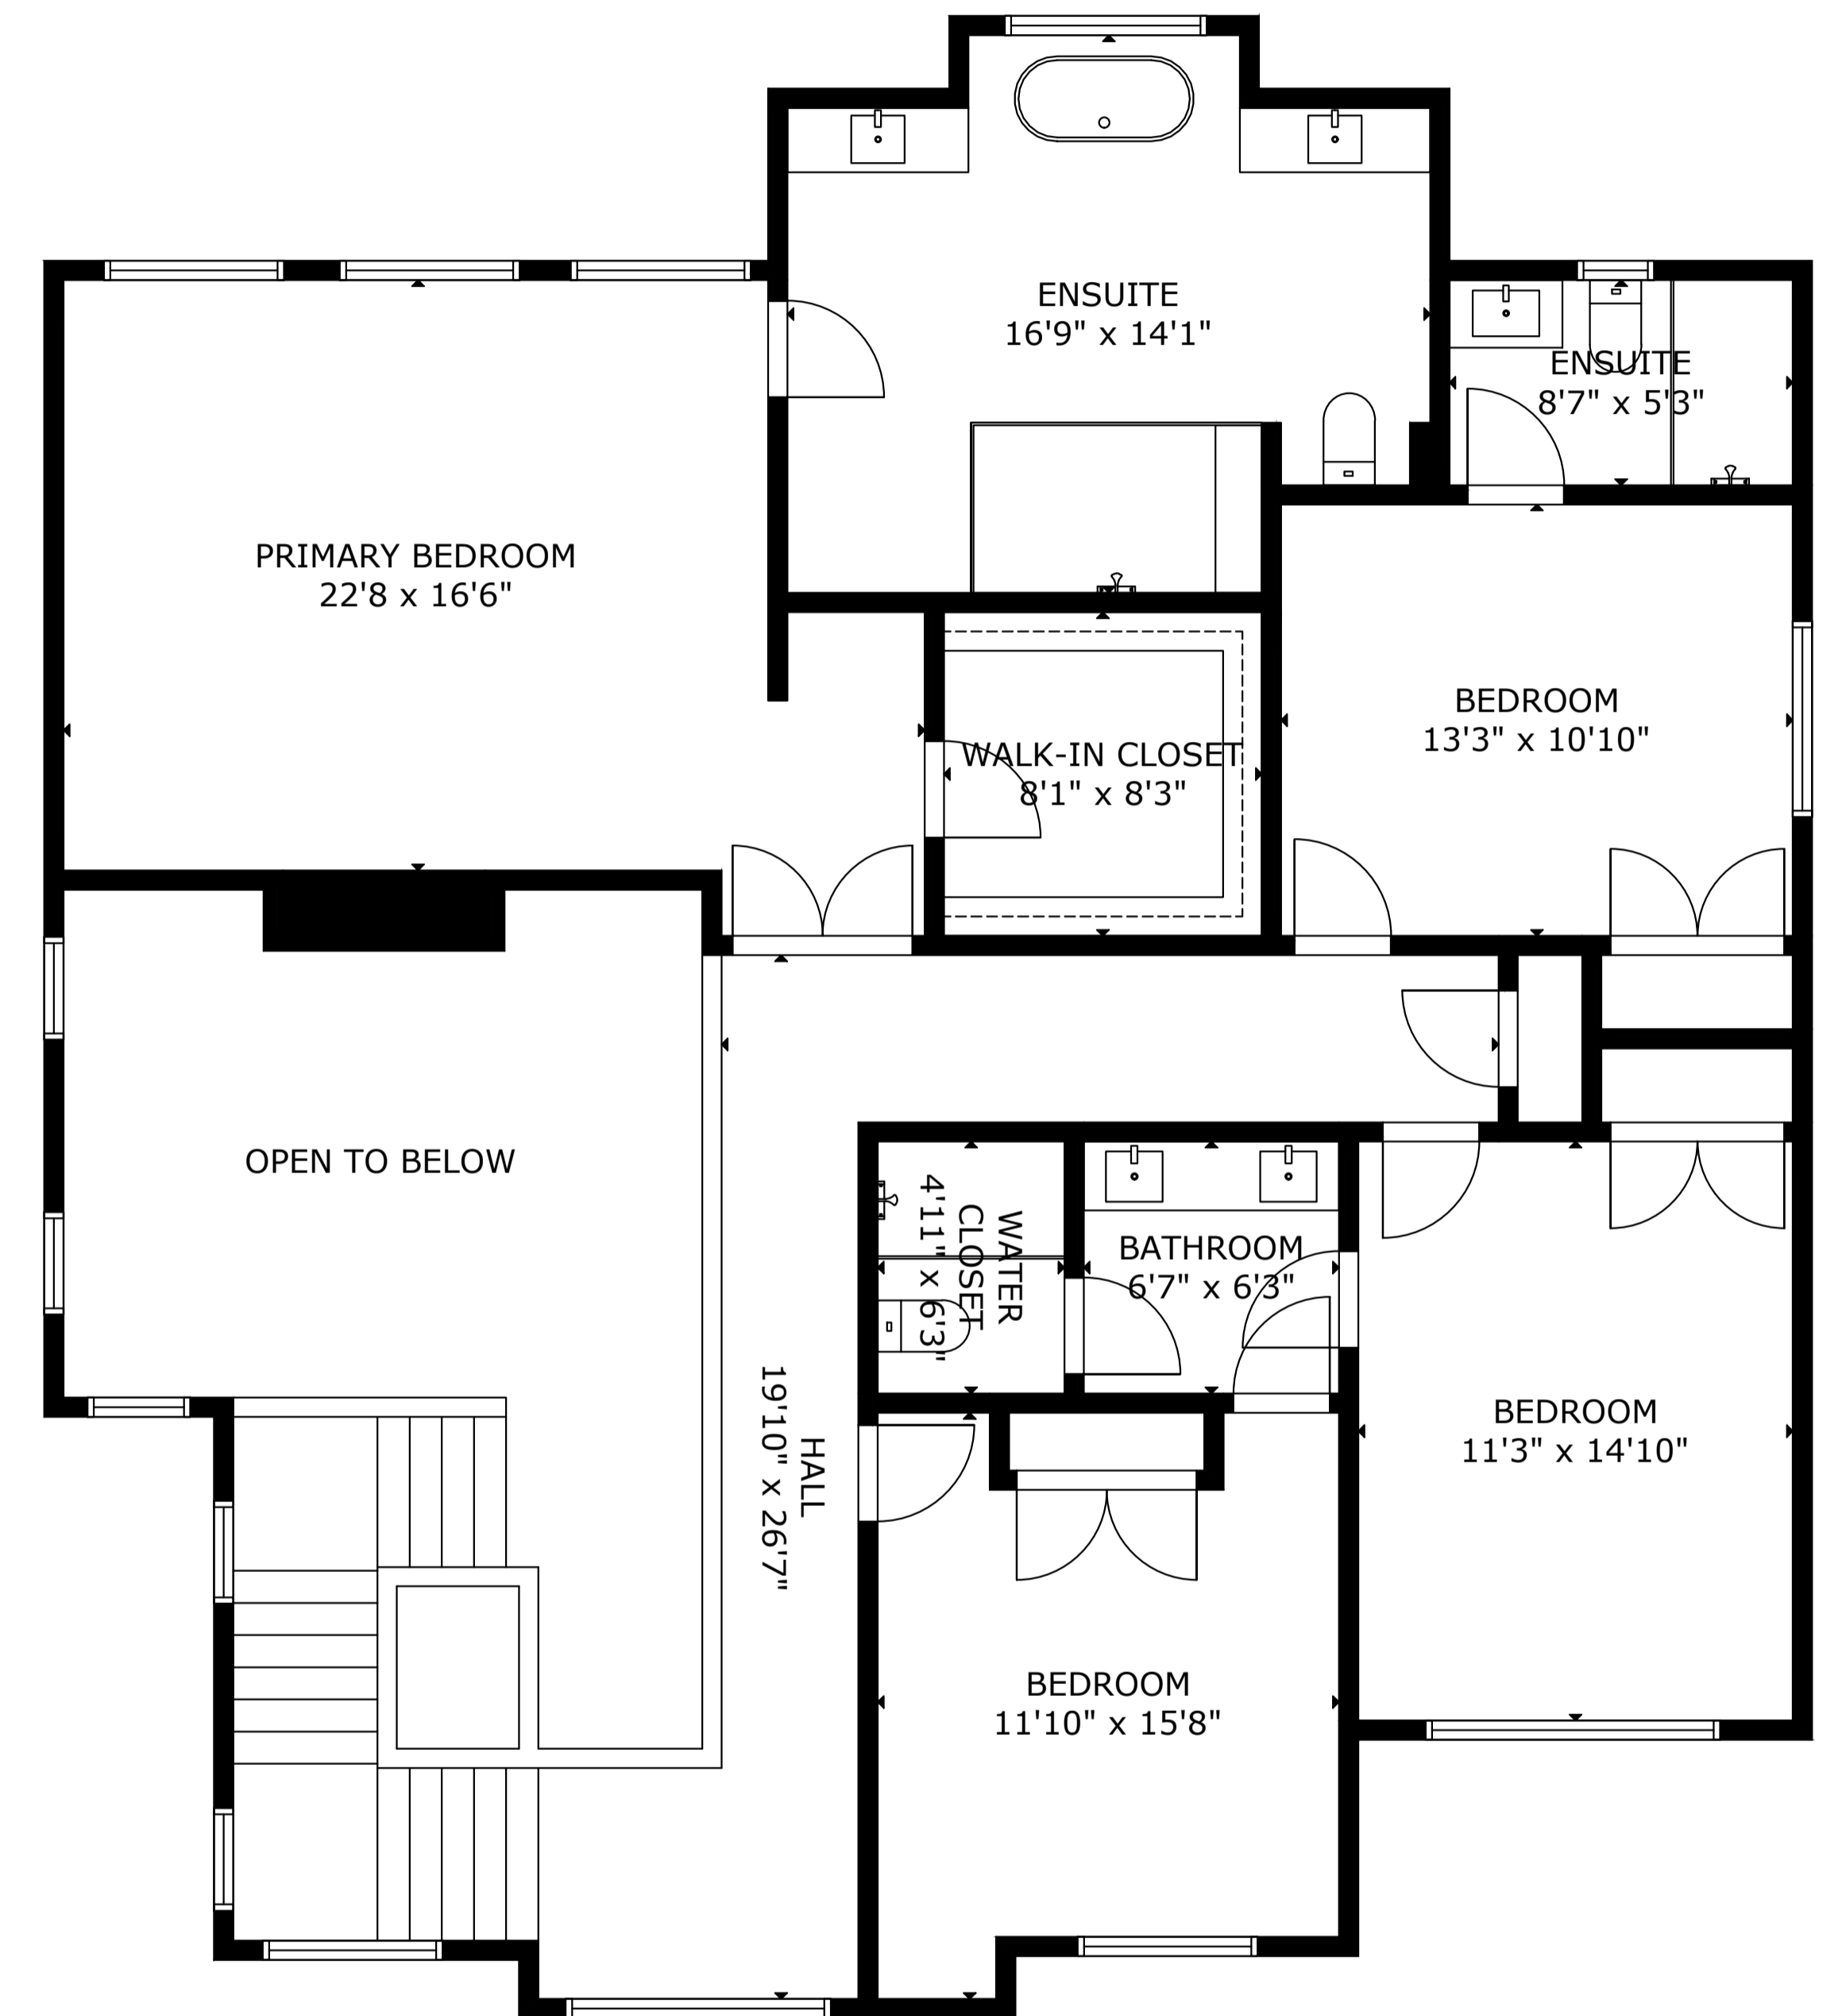 ENSUITE
16'9" x 14'1"
ENSUITE
8'7" x 5'3"
PRIMARY BEDROOM
22'8 x 16'6"
BEDROOM
13'3" x 10'10"
WALK-IN CLOSET
8'1" x 8'3"
OPEN TO BELOW
WATER
CLOSET
4'11" x 6'3"
BATHROOM
6'7" x 6'3"
HALL
19'10" x 26'7"
BEDROOM
11'3" x 14'10"
BEDROOM
11'10" x 15'8"